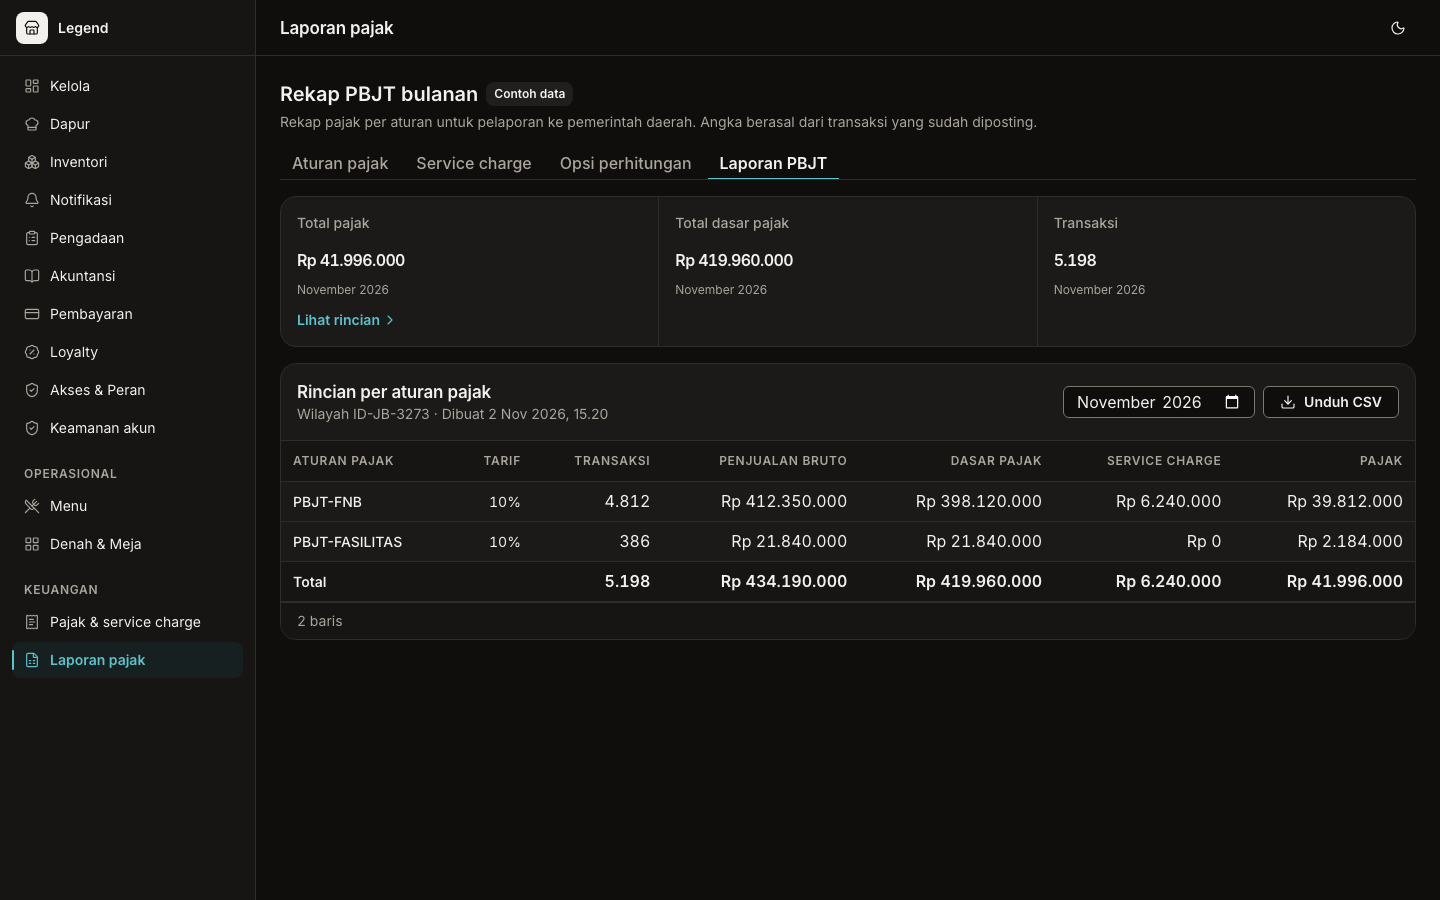 Legend
Laporan pajak
Kelola
Dapur
Inventori
Notifikasi
Pengadaan
Akuntansi
Pembayaran
Loyalty
Akses & Peran
Keamanan akun
OPERASIONAL
Menu
Denah & Meja
KEUANGAN
Pajak & service charge
Laporan pajak
Rekap PBJT bulanan Contoh data
Rekap pajak per aturan untuk pelaporan ke pemerintah daerah. Angka berasal dari transaksi yang sudah diposting.
Aturan pajak Service charge Opsi perhitungan Laporan PBJT
Total pajak
Rp 41.996.000
November 2026
Lihat rincian
Total dasar pajak
Rp 419.960.000
November 2026
Transaksi
5.198
November 2026
Rincian per aturan pajak
Wilayah ID-JB-3273 · Dibuat 2 Nov 2026, 15.20
November 2026 Unduh CSV
ATURAN PAJAK TARIF TRANSAKSI PENJUALAN BRUTO DASAR PAJAK SERVICE CHARGE PAJAK
PBJT-FNB 10% 4.812 Rp 412.350.000 Rp 398.120.000 Rp 6.240.000 Rp 39.812.000
PBJT-FASILITAS 10% 386 Rp 21.840.000 Rp 21.840.000 Rp 0 Rp 2.184.000
Total 5.198 Rp 434.190.000 Rp 419.960.000 Rp 6.240.000 Rp 41.996.000
2 baris